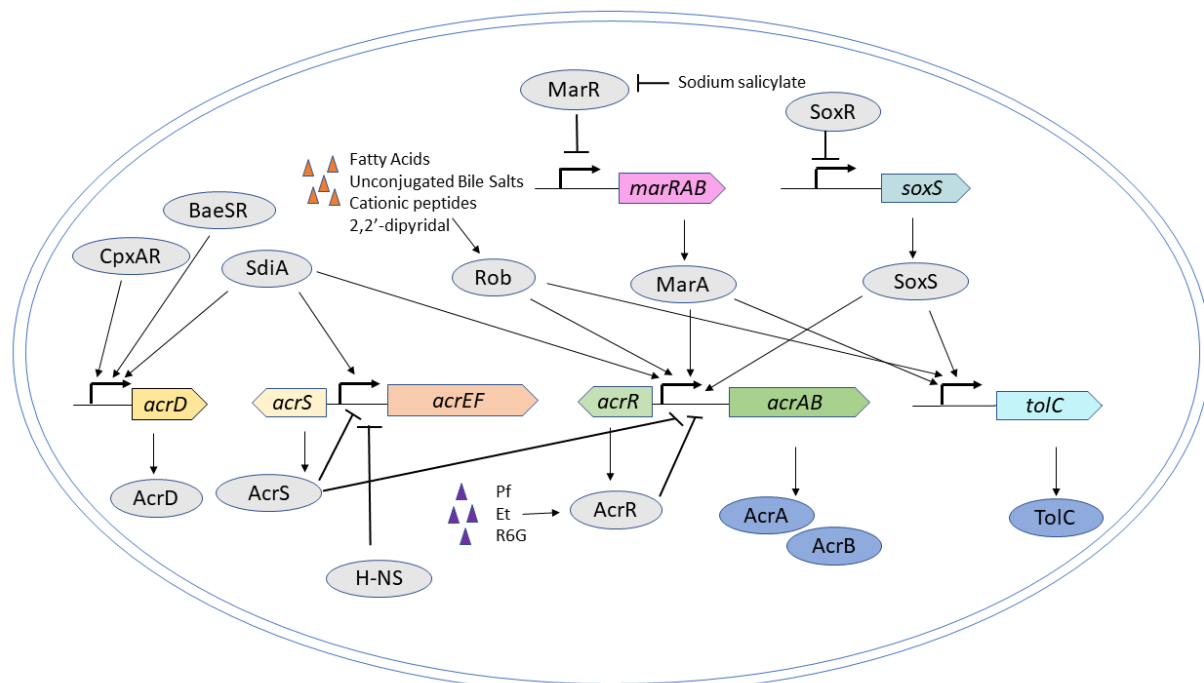 MarR
Sodium salicylate
SoxR
Fatty Acids
Unconjugated Bile Salts
Cationic peptides
2,2’-dipyridal
marRAB
soxS
BaeSR
CpxAR
SdiA
Rob
MarA
SoxS
acrD
acrS
acrEF
acrR
acrAB
tolC
AcrD
AcrS
Pf
Et
R6G
AcrR
AcrA
AcrB
TolC
H-NS